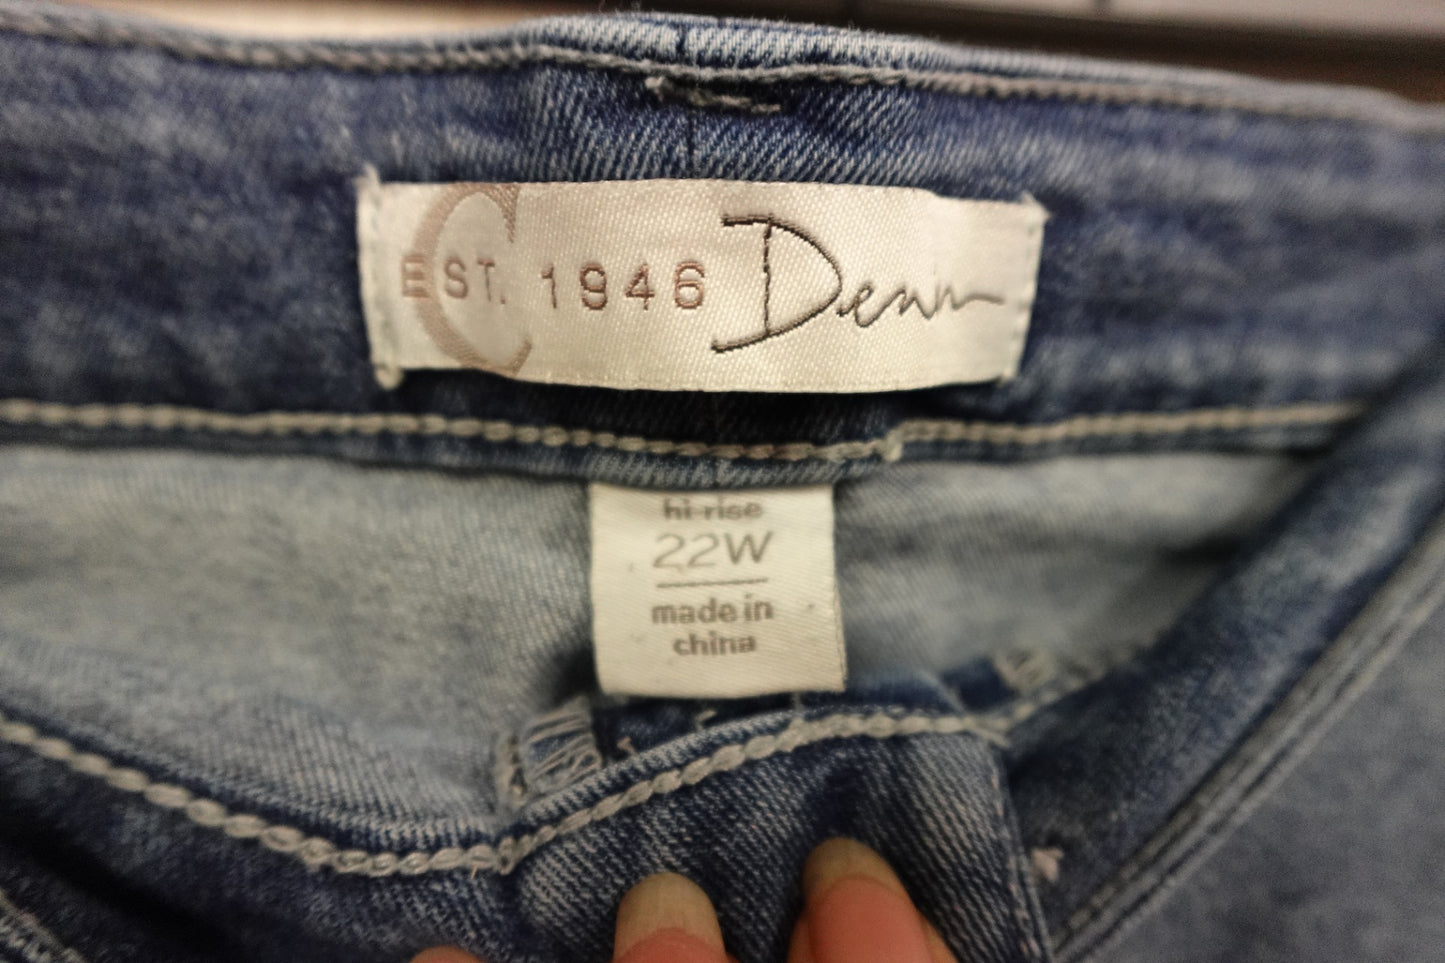 C
EST. 1946 Denim
hi-rise
22W
made in
china